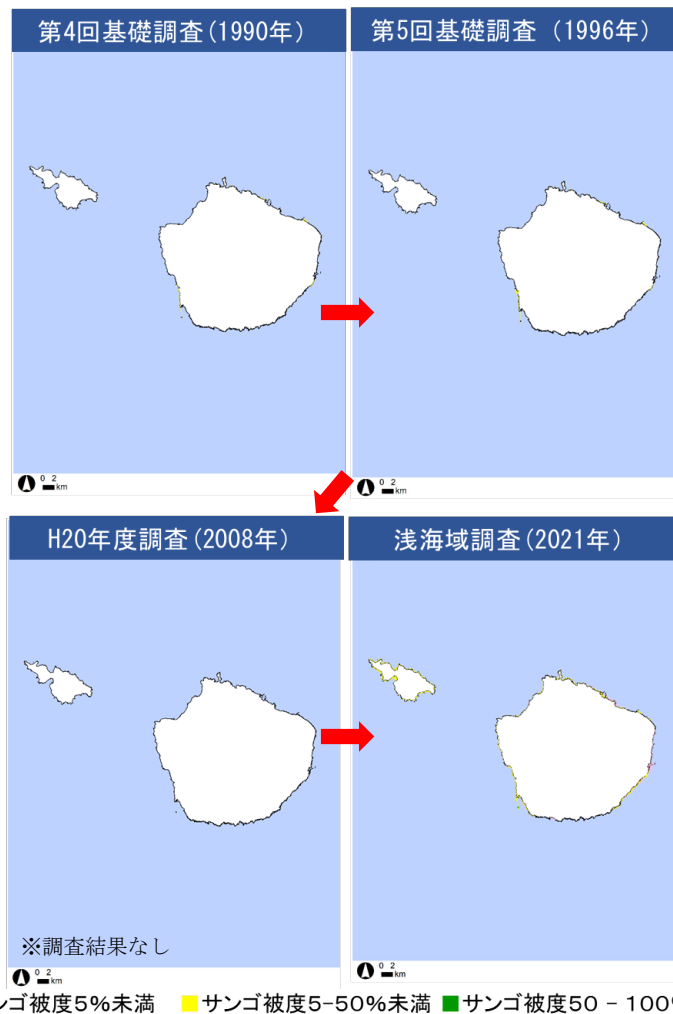 第4回基礎調査(1990年)
第5回基礎調査 (1996年)
0 2
km
0 2
km
H20年度調査(2008年)
浅海域調査(2021年)
※調査結果なし
0 2
km
0 2
km
ンゴ被度5%未満 サンゴ被度5-50%未満 サンゴ被度50 - 100%